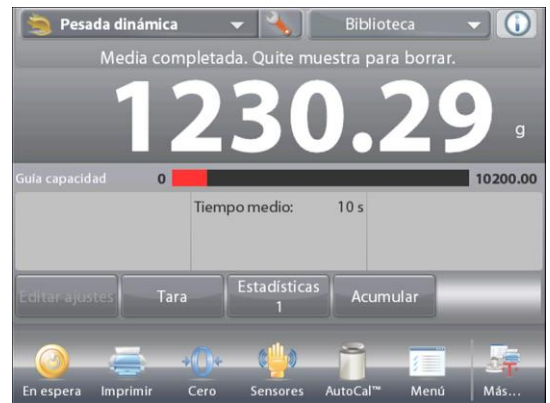 Pesada dinámica
Biblioteca
Media completada. Quite muestra para borrar.
1230.29 g
Guía capacidad 0 10200.00
Tiempo medio: 10 s
Editar ajustes
Tara
Estadísticas
1
Acumular
En espera
Imprimir
Cero
Sensores
AutoCal™
Menú
Más...